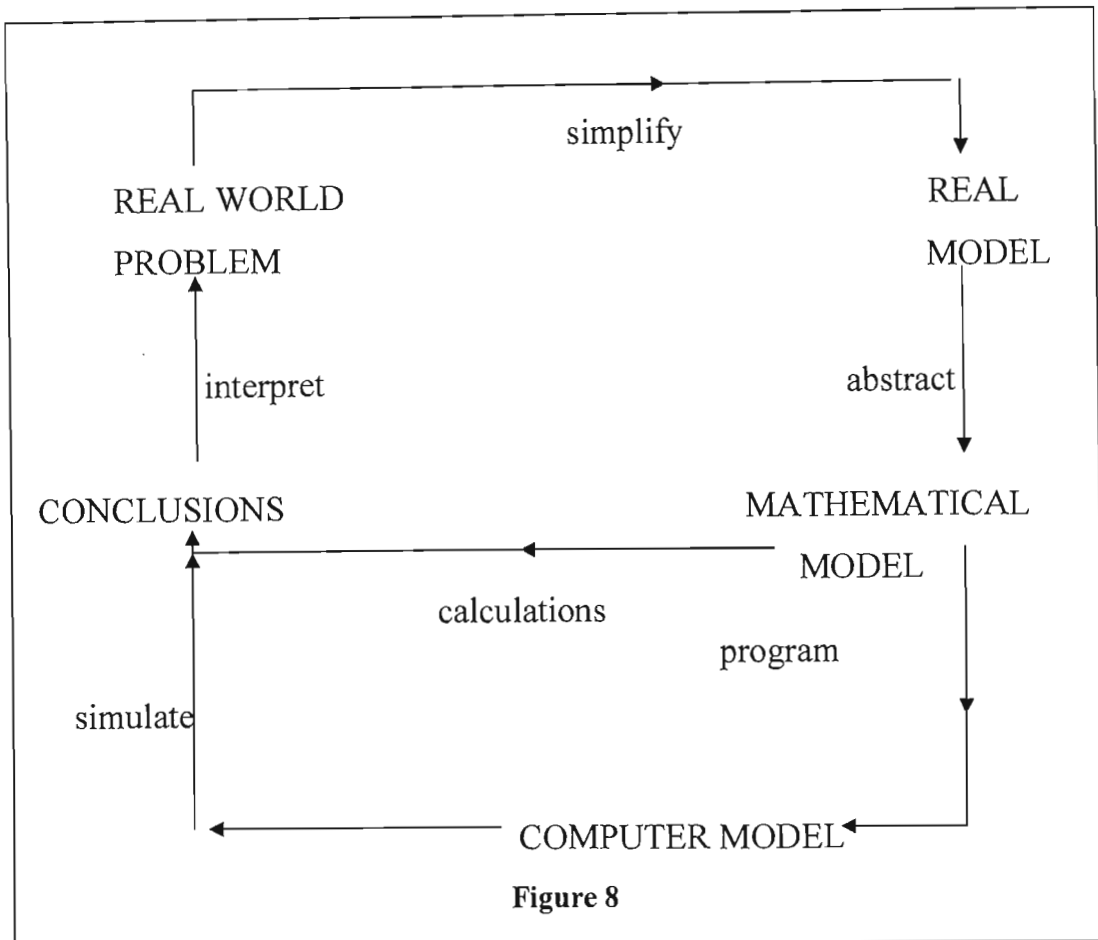 simplify
REAL WORLD
PROBLEM
REAL
MODEL
interpret
abstract
CONCLUSIONS
MATHEMATICAL
MODEL
calculations
program
simulate
COMPUTER MODEL
Figure 8